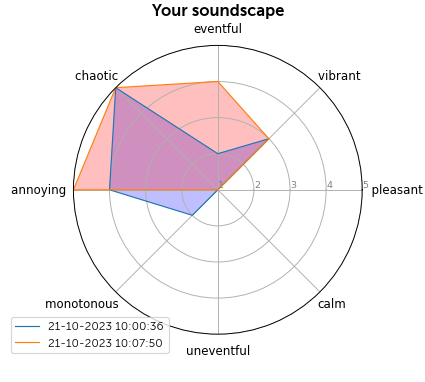 Your soundscape
eventful
chaotic
vibrant
annoying
1
2
3
4
5
pleasant
monotonous
calm
uneventful
21-10-2023 10:00:36
21-10-2023 10:07:50